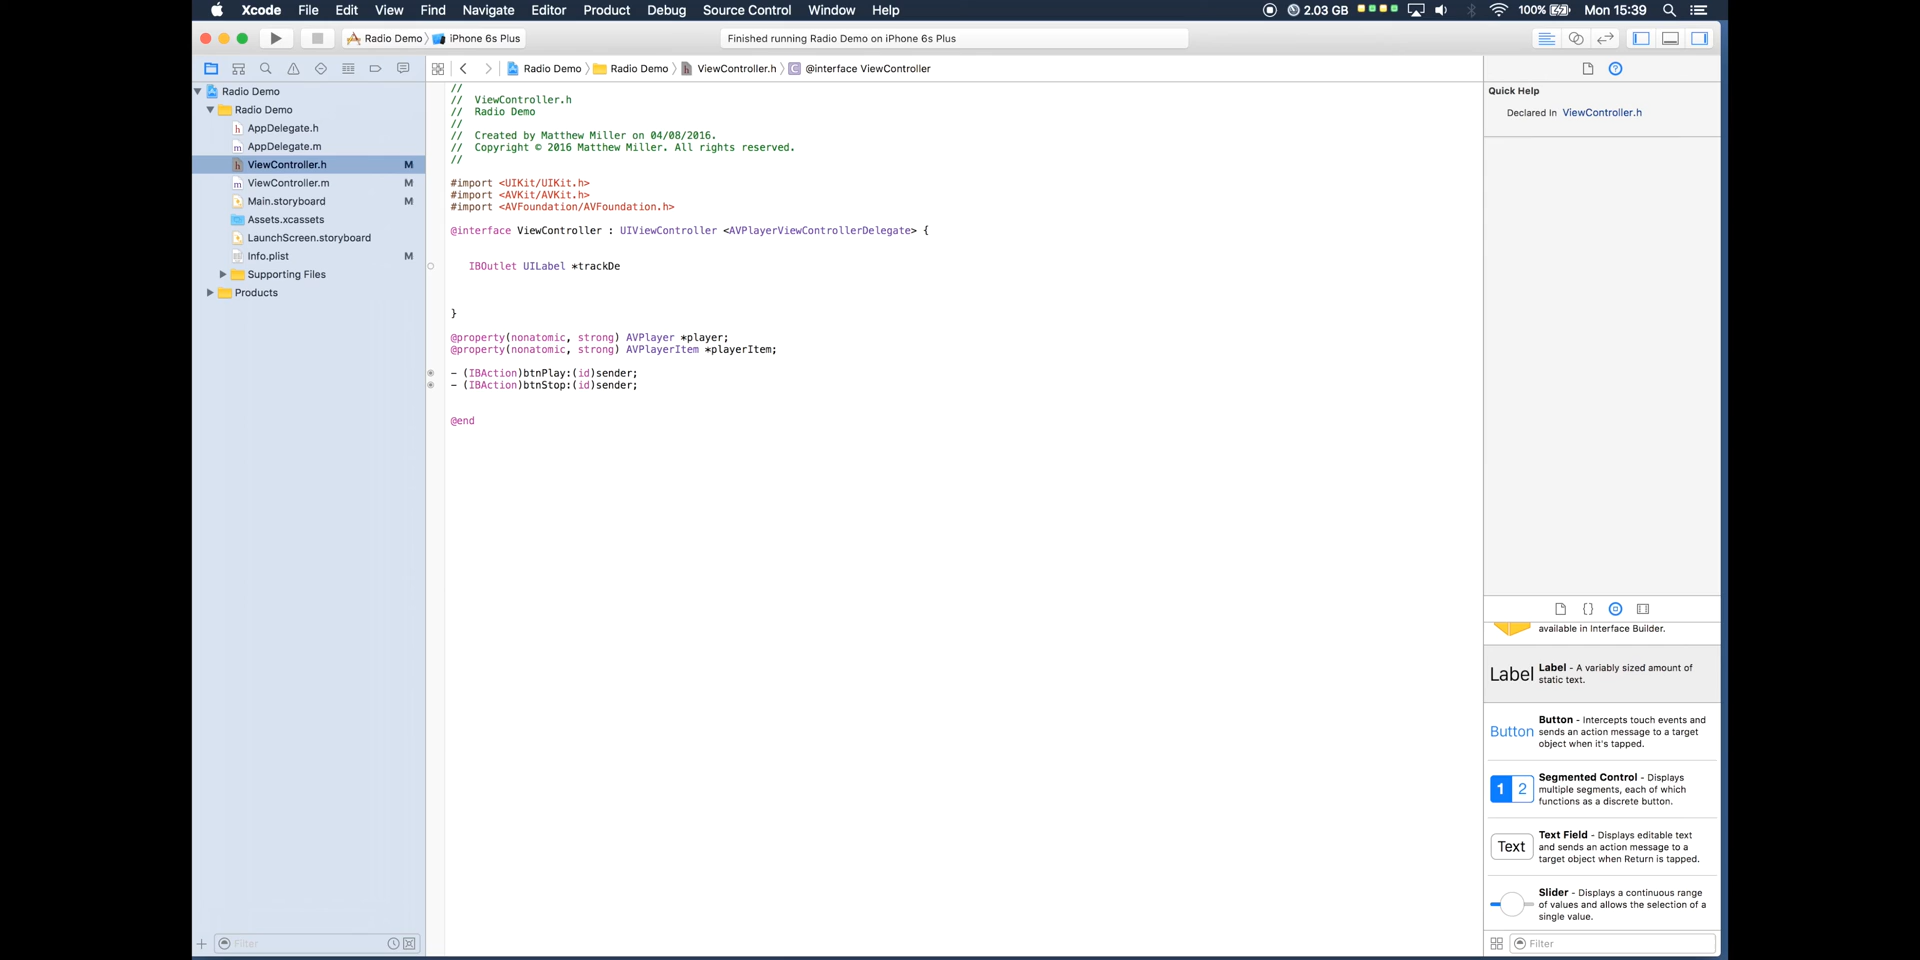 Xcode File Edit View Find Navigate Editor Product Debug Source Control Window Help 2.03 GB 100% Mon 15:39
Radio Demo iPhone 6s Plus Finished running Radio Demo on iPhone 6s Plus
Radio Demo Radio Demo ViewController.h C @interface ViewController
Radio Demo
Radio Demo
h AppDelegate.h
m AppDelegate.m
h ViewController.h M
m ViewController.m M
Main.storyboard M
Assets.xcassets
LaunchScreen.storyboard
Info.plist M
Supporting Files
Products
Filter
//
// ViewController.h
// Radio Demo
//
// Created by Matthew Miller on 04/08/2016.
// Copyright © 2016 Matthew Miller. All rights reserved.
//
#import <UIKit/UIKit.h>
#import <AVKit/AVKit.h>
#import <AVFoundation/AVFoundation.h>
@interface ViewController : UIViewController <AVPlayerViewControllerDelegate> {
IBOutlet UILabel *trackDe
}
@property(nonatomic, strong) AVPlayer *player;
@property(nonatomic, strong) AVPlayerItem *playerItem;
- (IBAction)btnPlay:(id)sender;
- (IBAction)btnStop:(id)sender;
@end
Quick Help
Declared In ViewController.h
{}
available in Interface Builder.
Label Label - A variably sized amount of
static text.
Button - Intercepts touch events and
Button sends an action message to a target
object when it's tapped.
Segmented Control - Displays
1 2 multiple segments, each of which
functions as a discrete button.
Text Field - Displays editable text
Text and sends an action message to a
target object when Return is tapped.
Slider - Displays a continuous range
of values and allows the selection of a
single value.
Filter